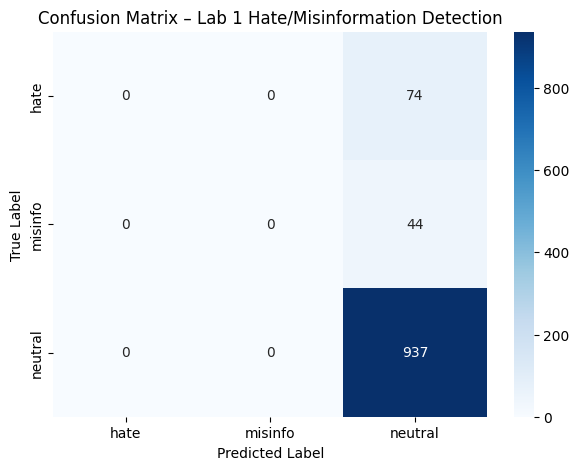 Confusion Matrix – Lab 1 Hate/Misinformation Detection
True Label
hate
misinfo
neutral
0 0 74
0 0 44
0 0 937
hate misinfo neutral
Predicted Label
800
600
400
200
0